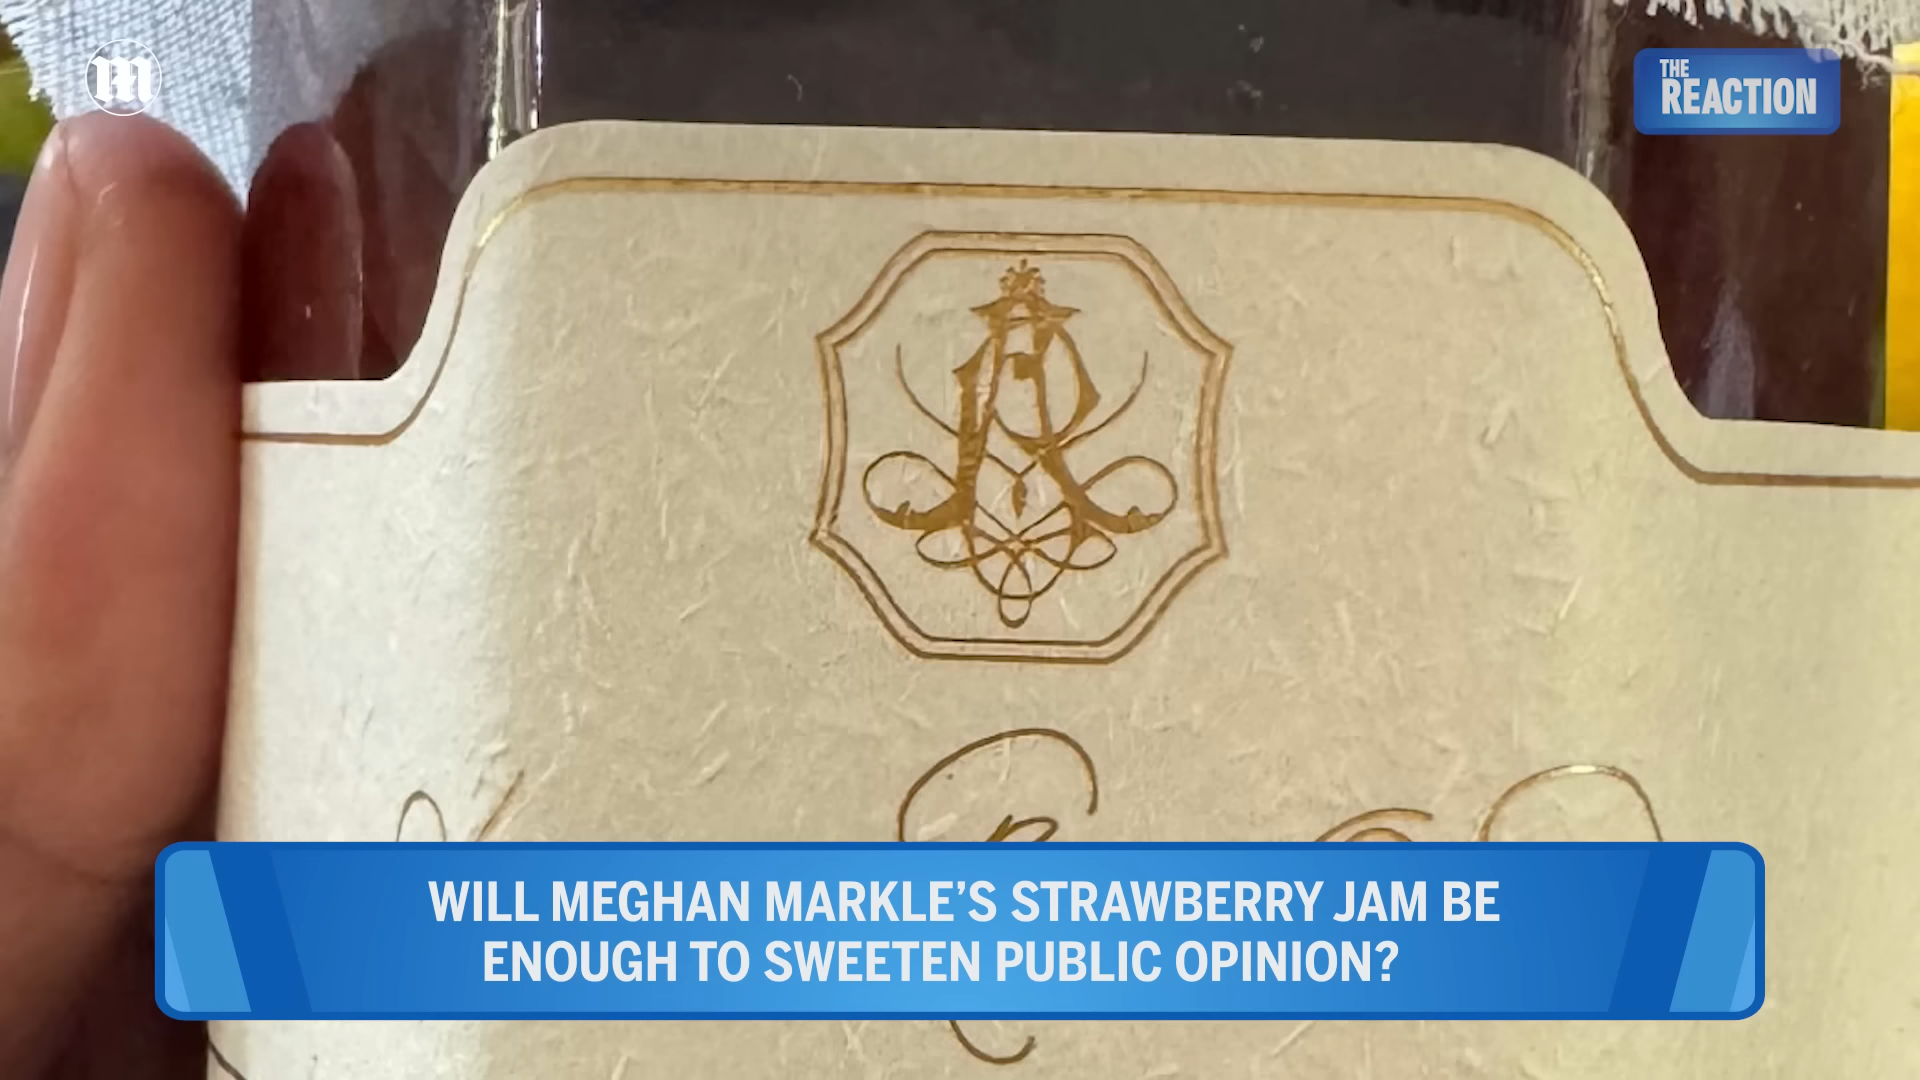 THE
REACTION
WILL MEGHAN MARKLE’S STRAWBERRY JAM BE
ENOUGH TO SWEETEN PUBLIC OPINION?